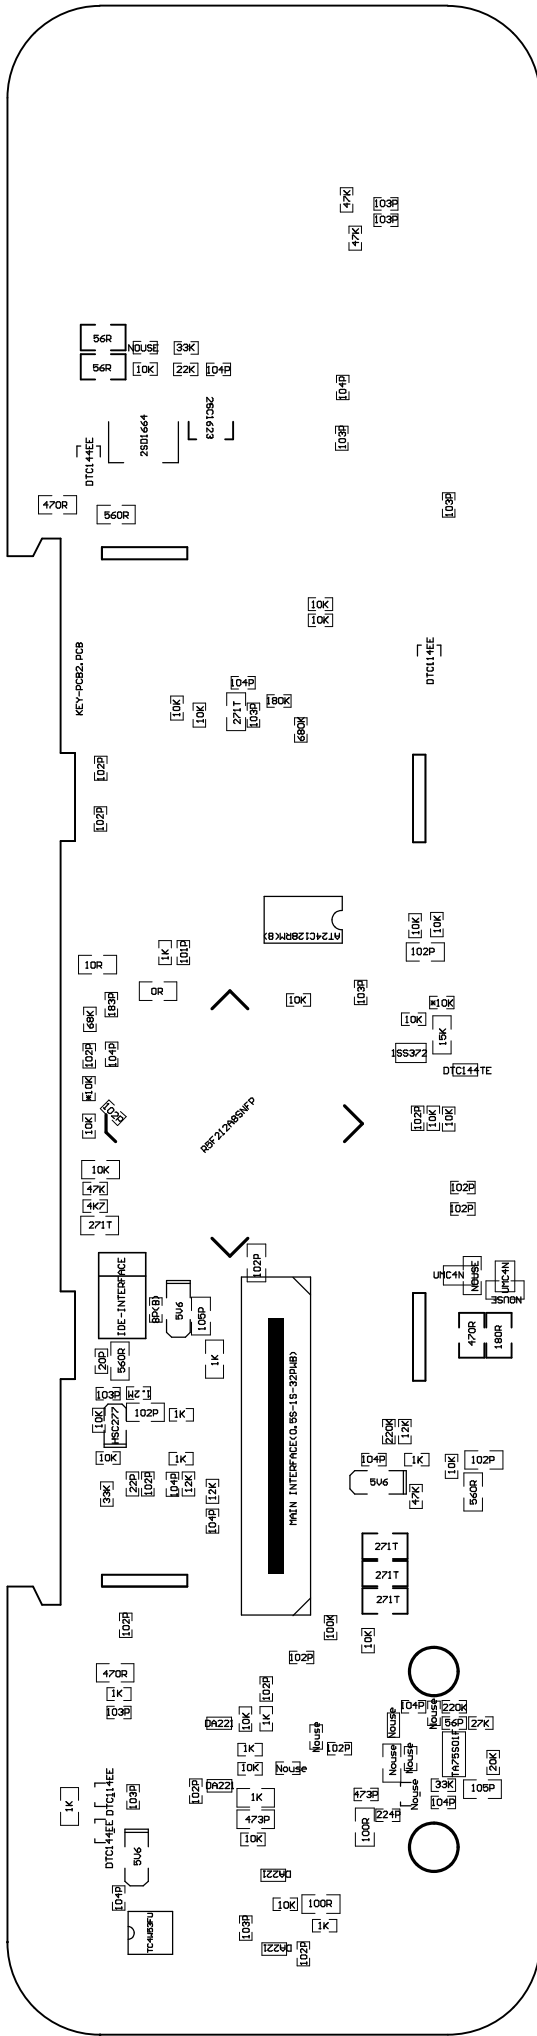 47K
103P
103P
47K
56R
NOUSE
33K
56R
10K
22K
104P
104P
2SD1664
2SC1623
103P
DTC144EE
470R
560R
103P
10K
10K
KEY-PCB2.PCB
DTC114EE
104P
180K
10K
10K
271T
103P
680K
102P
102P
AT24C128RM(8)
10K
10K
1K
101P
102P
10R
0R
10K
103P
68K
183P
*10K
10K
15K
102P
104P
1SS372
DTC144TE
*10K
102P
10K
R5F212A8SNFP
102P
10K
10K
10K
47K
4K7
271T
102P
102P
102P
IDE-INTERFACE
UMC4N
NOUSE
UMC4N
NOUSE
8P(B)
5V6
105P
470R
180R
20P
560R
1K
MAIN INTERFACE(0.5S-1S-32PWB)
103P
1.2M
10K
HSC277
102P
1K
220K
12K
10K
1K
104P
1K
10K
102P
33K
22P
102P
104P
12K
12K
5V6
47K
560R
104P
271T
271T
271T
102P
100K
10K
102P
470R
1K
103P
102P
DA221
10K
1K
Nouse
104P
Nouse
220K
Nouse
56P
27K
1K
102P
TA75S01F
10K
Nouse
Nouse
20K
1K
DTC114EE
103P
102P
DA221
1K
473P
Nouse
33K
105P
104P
473P
224P
100R
DTC144EE
5V6
10K
DA221
104P
10K
100R
TC4W53FU
103P
1K
DA221
102P